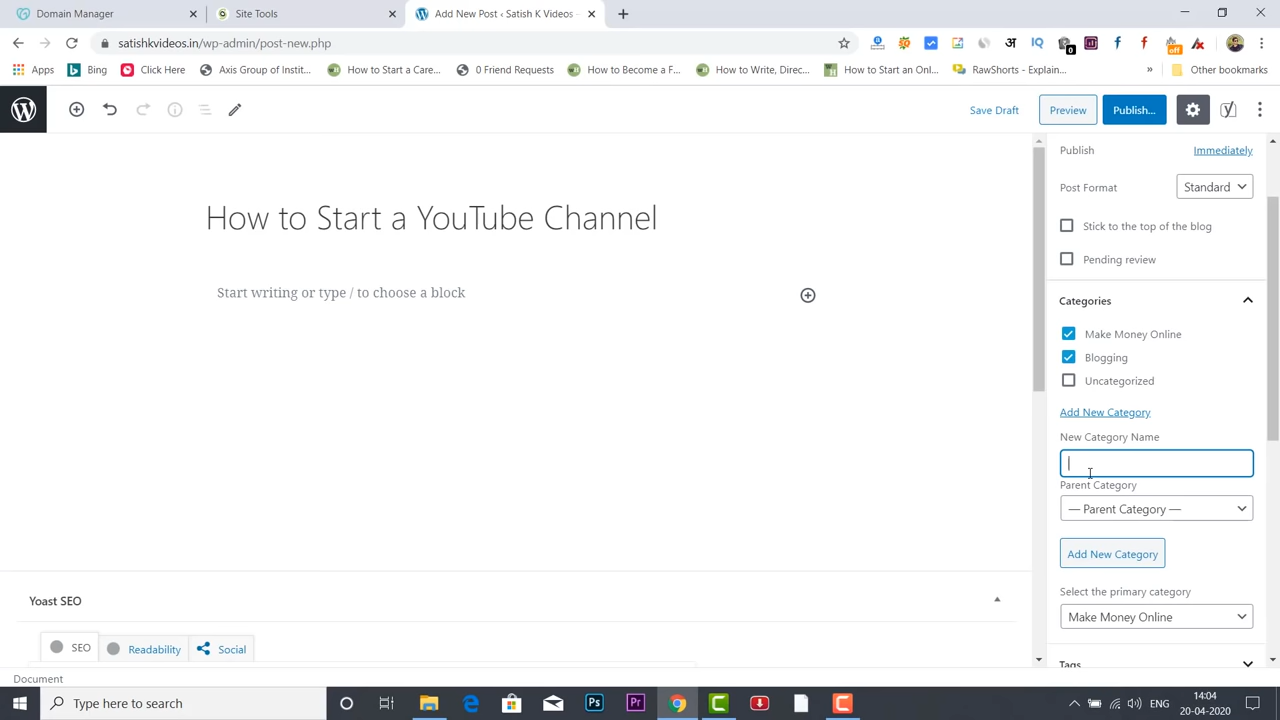 Domain Manager
Site Tools
Add New Post ‹ Satish K Videos –
satishkvideos.in/wp-admin/post-new.php
Apps
Bing
Click Here
Axis Group of Instit...
How to Start a Care...
0 Friend Requests
How to Become a F...
How to Write, Direc...
How to Start an Onl...
RawShorts - Explain...
»
Other bookmarks
Save Draft
Preview
Publish...
Publish
Immediately
Post Format
Standard
Stick to the top of the blog
Pending review
How to Start a YouTube Channel
Start writing or type / to choose a block
Categories
Make Money Online
Blogging
Uncategorized
Add New Category
New Category Name
Parent Category
— Parent Category —
Add New Category
Select the primary category
Make Money Online
Tags
Yoast SEO
SEO
Readability
Social
Document
Type here to search
ENG
14:04
20-04-2020